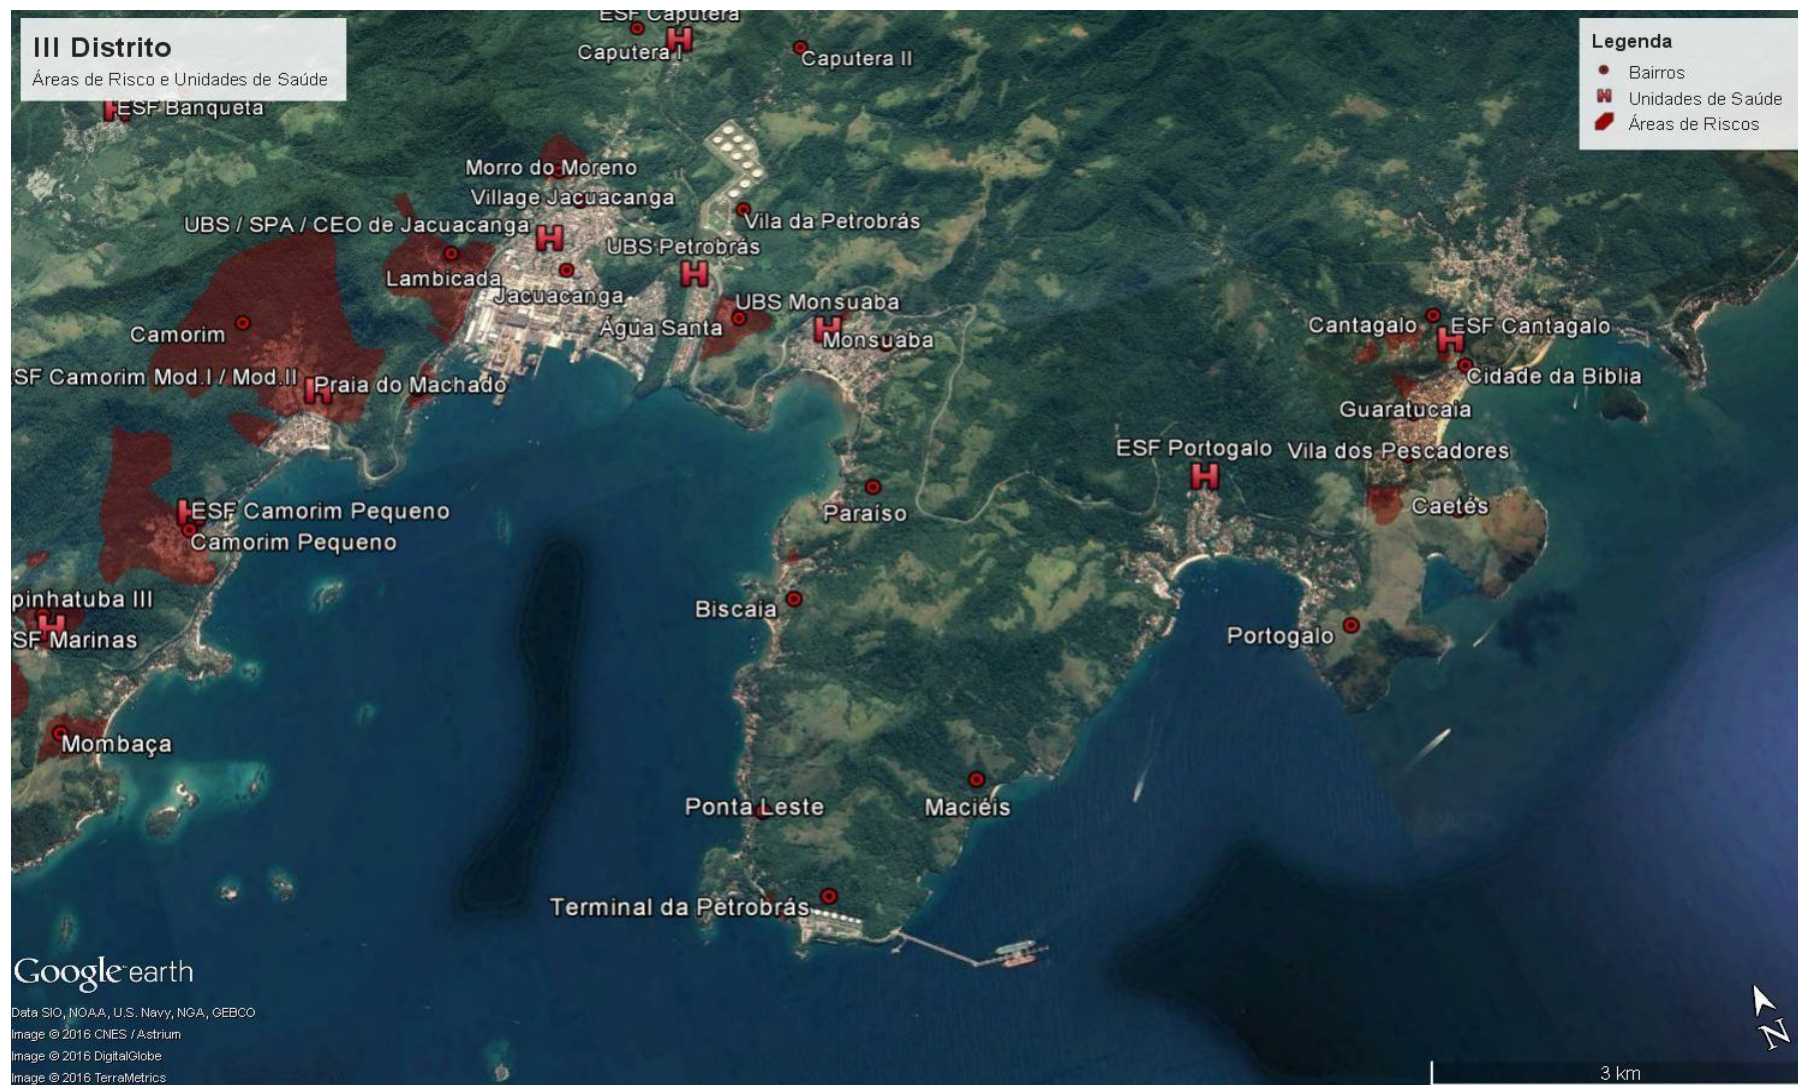 III Distrito
Áreas de Risco e Unidades de Saúde
Legenda
Bairros
Unidades de Saúde
Áreas de Riscos
ESF Caputera
Caputera I
Caputera II
ESF Banqueta
Morro do Moreno
Village Jacuacanga
UBS / SPA / CEO de Jacuacanga
Vila da Petrobrás
UBS Petrobrás
Lambicada
Jacuacanga
UBS Monsuaba
Água Santa
Monsuaba
Camorim
Cantagalo
ESF Cantagalo
SF Camorim Mod.I / Mod.II
Praia do Machado
Cidade da Bíblia
Guaratucaia
ESF Portogalo
Vila dos Pescadores
Caetés
ESF Camorim Pequeno
Paraíso
Camorim Pequeno
pinhatuba III
Biscaia
SF Marinas
Portogalo
Mombaça
Ponta Leste
Maciéis
Terminal da Petrobrás
Google earth
Data SIO, NOAA, U.S. Navy, NGA, GEBCO
Image © 2016 CNES / Astrium
Image © 2016 DigitalGlobe
Image © 2016 TerraMetrics
N
3 km